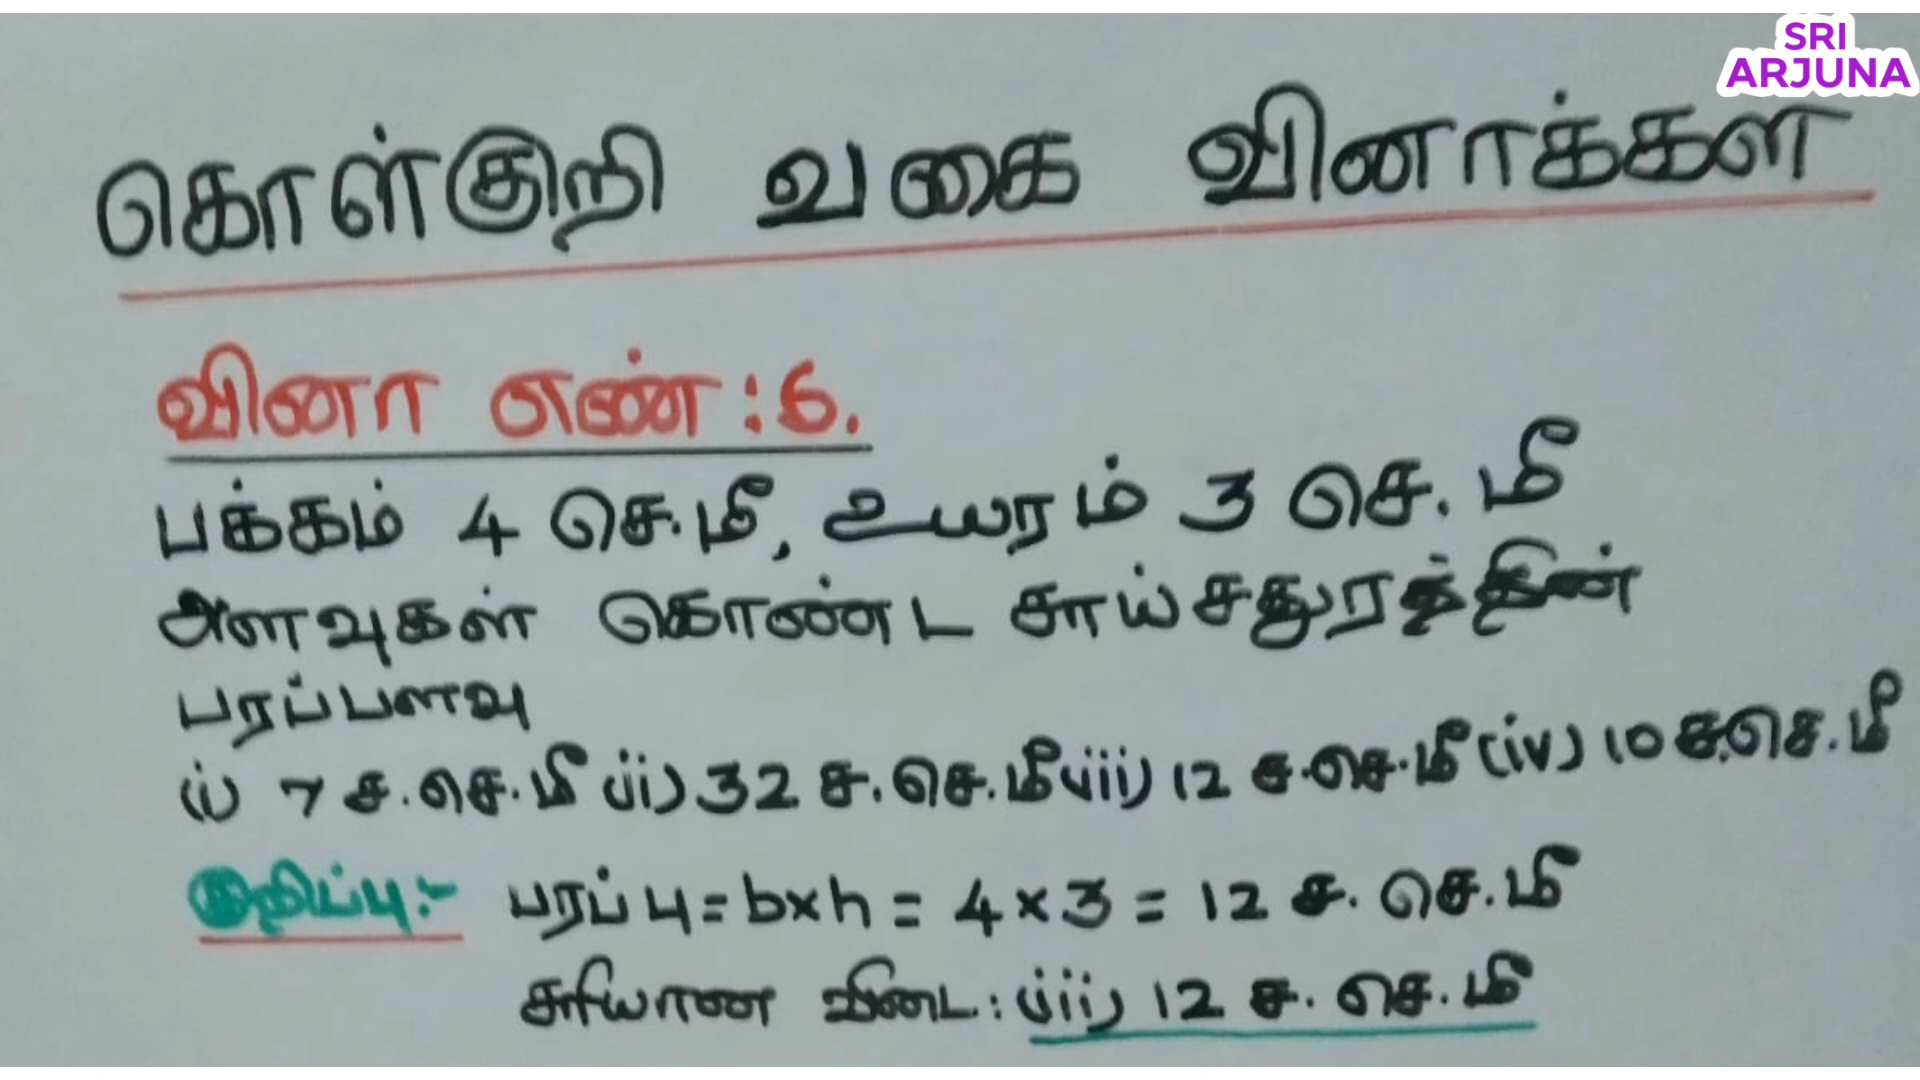 SRI
ARJUNA
கொள்குறி வகை வினாக்கள
வினா எண் : 6.
பக்கம் 4 செ.மீ, உயரம் 3 செ.மீ
அளவுகள் கொண்ட சாய்சதுரத்தின்
பரப்பளவு
(i) 7 ச.செ.மீ (ii) 32 ச.செ.மீ (iii) 12 ச.செ.மீ (iv) 10 ச.செ.மீ
குறிப்பு:- பரப்பு = b×h = 4 × 3 = 12 ச. செ.மீ
சரியான விடை : (iii) 12 ச. செ.மீ